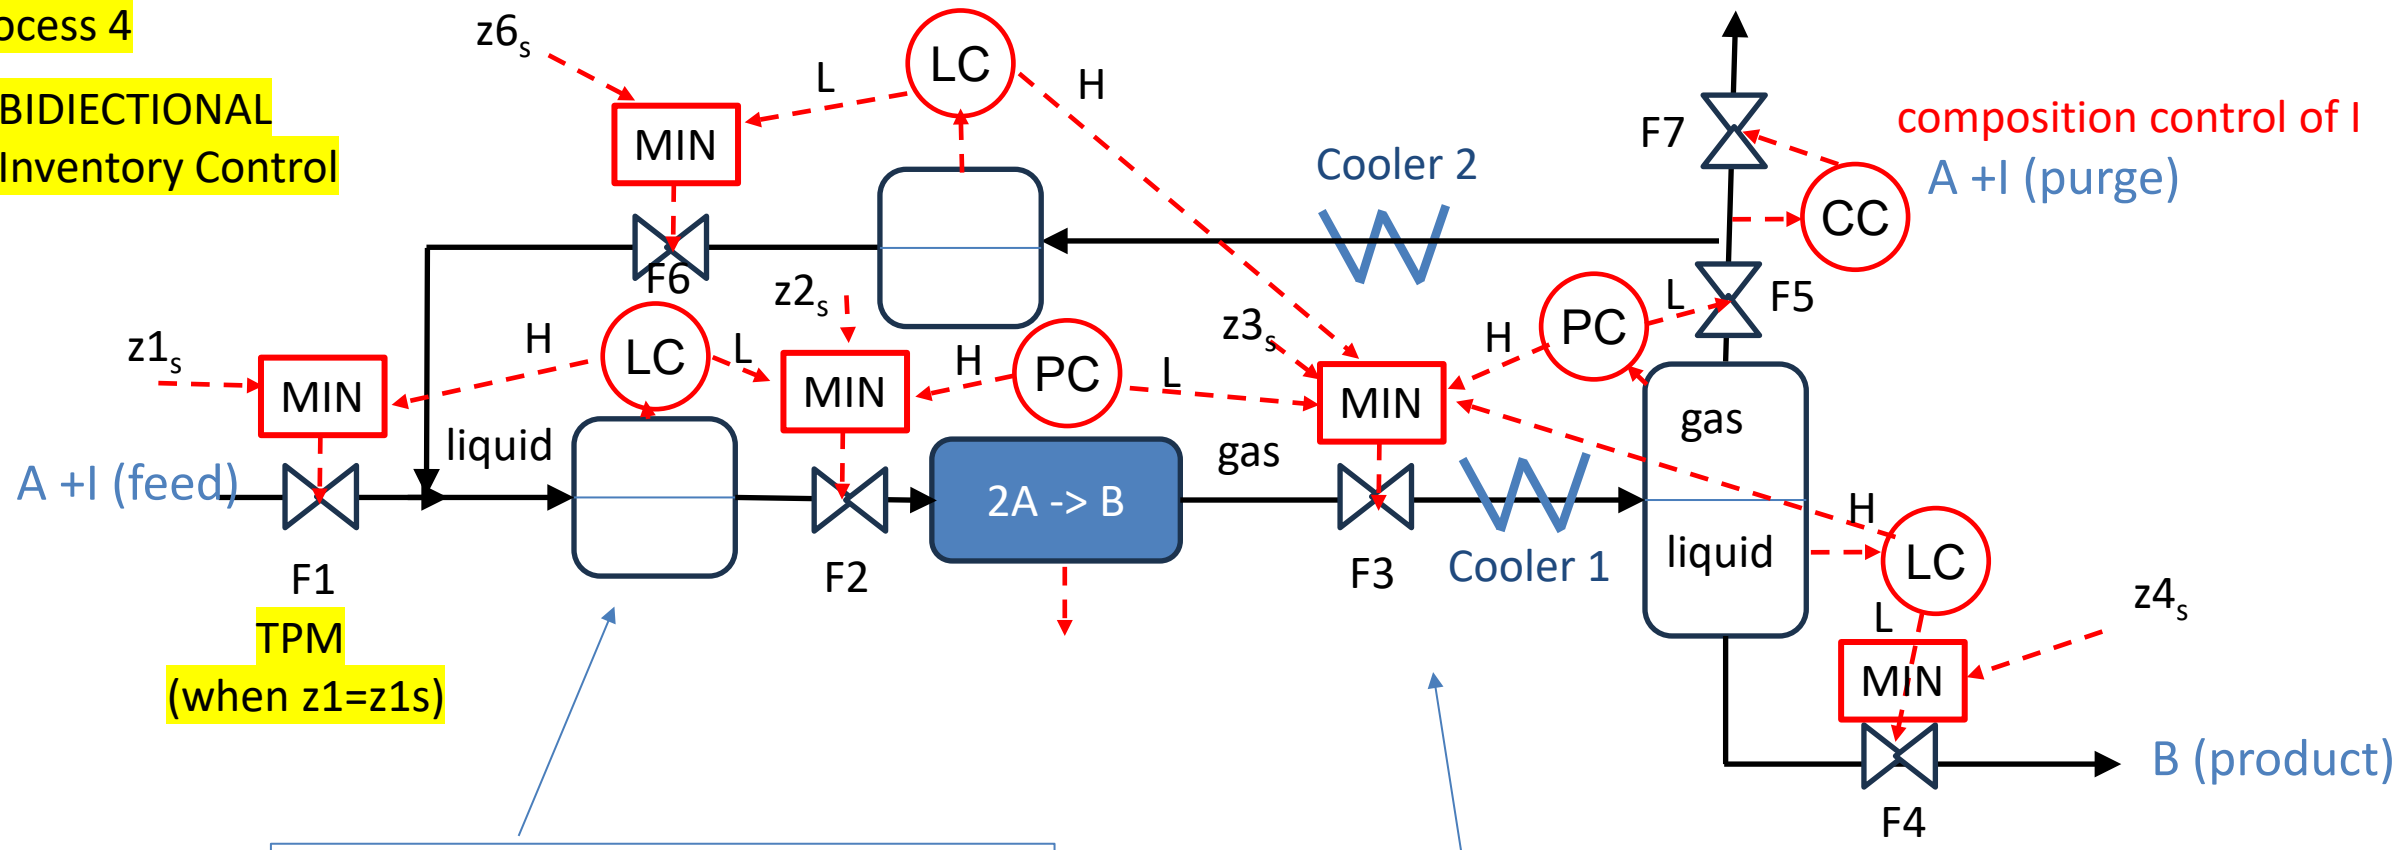 ocess 4
BIDIECTIONAL
Inventory Control
z6s
L
LC
H
MIN
F6
Cooler 2
F7
composition control of I
A +I (purge)
CC
z1s
MIN
H
LC
L
z2s
MIN
H
PC
L
z3s
MIN
H
PC
L
F5
A +I (feed)
liquid
F1
F2
2A -> B
gas
F3
Cooler 1
gas
liquid
H
LC
L
z4s
MIN
F4
B (product)
TPM
(when z1=z1s)